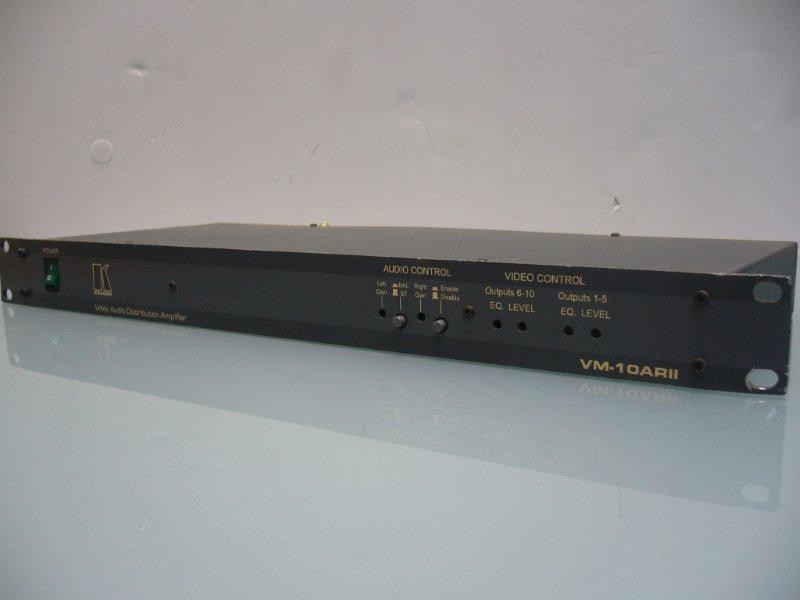 POWER
I
O
K
KRAMER
Video Audio Distribution Amplifier
AUDIO CONTROL
Left Gain
BAL
ST
Right Gain
Enable
Disable
VIDEO CONTROL
Outputs 6-10
EQ. LEVEL
Outputs 1-5
EQ. LEVEL
VM-10ARII